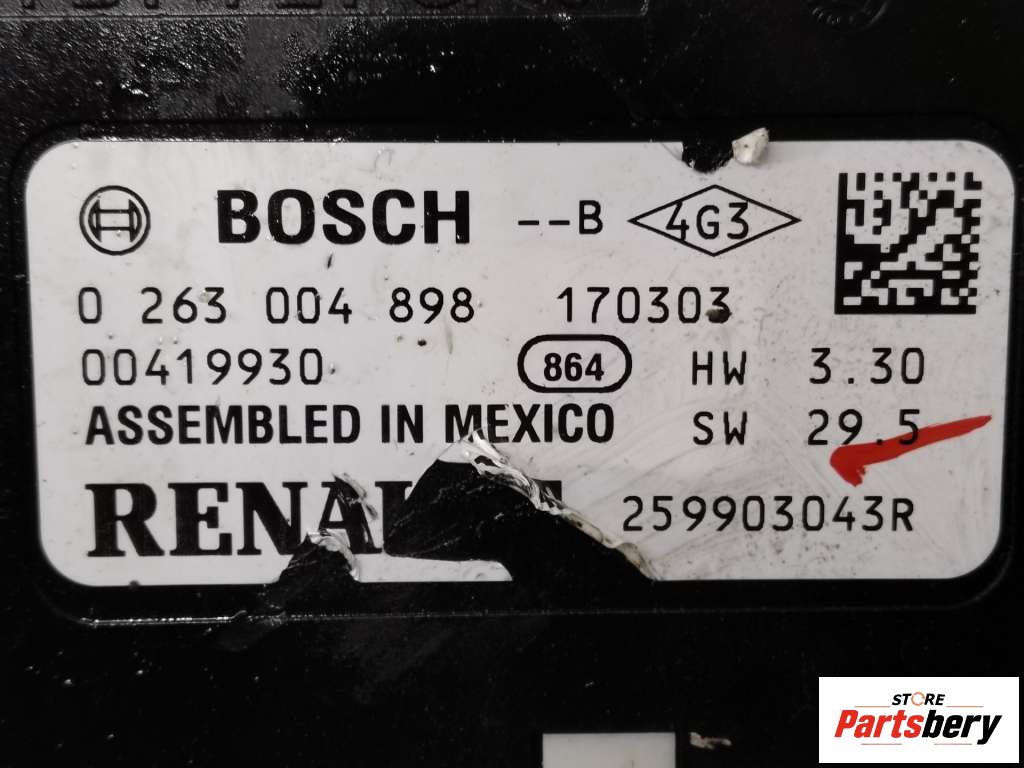 BOSCH --B 4G3
0 263 004 898 170303
00419930 864 HW 3.30
ASSEMBLED IN MEXICO SW 29.5
259903043R
STORE
Partsbery